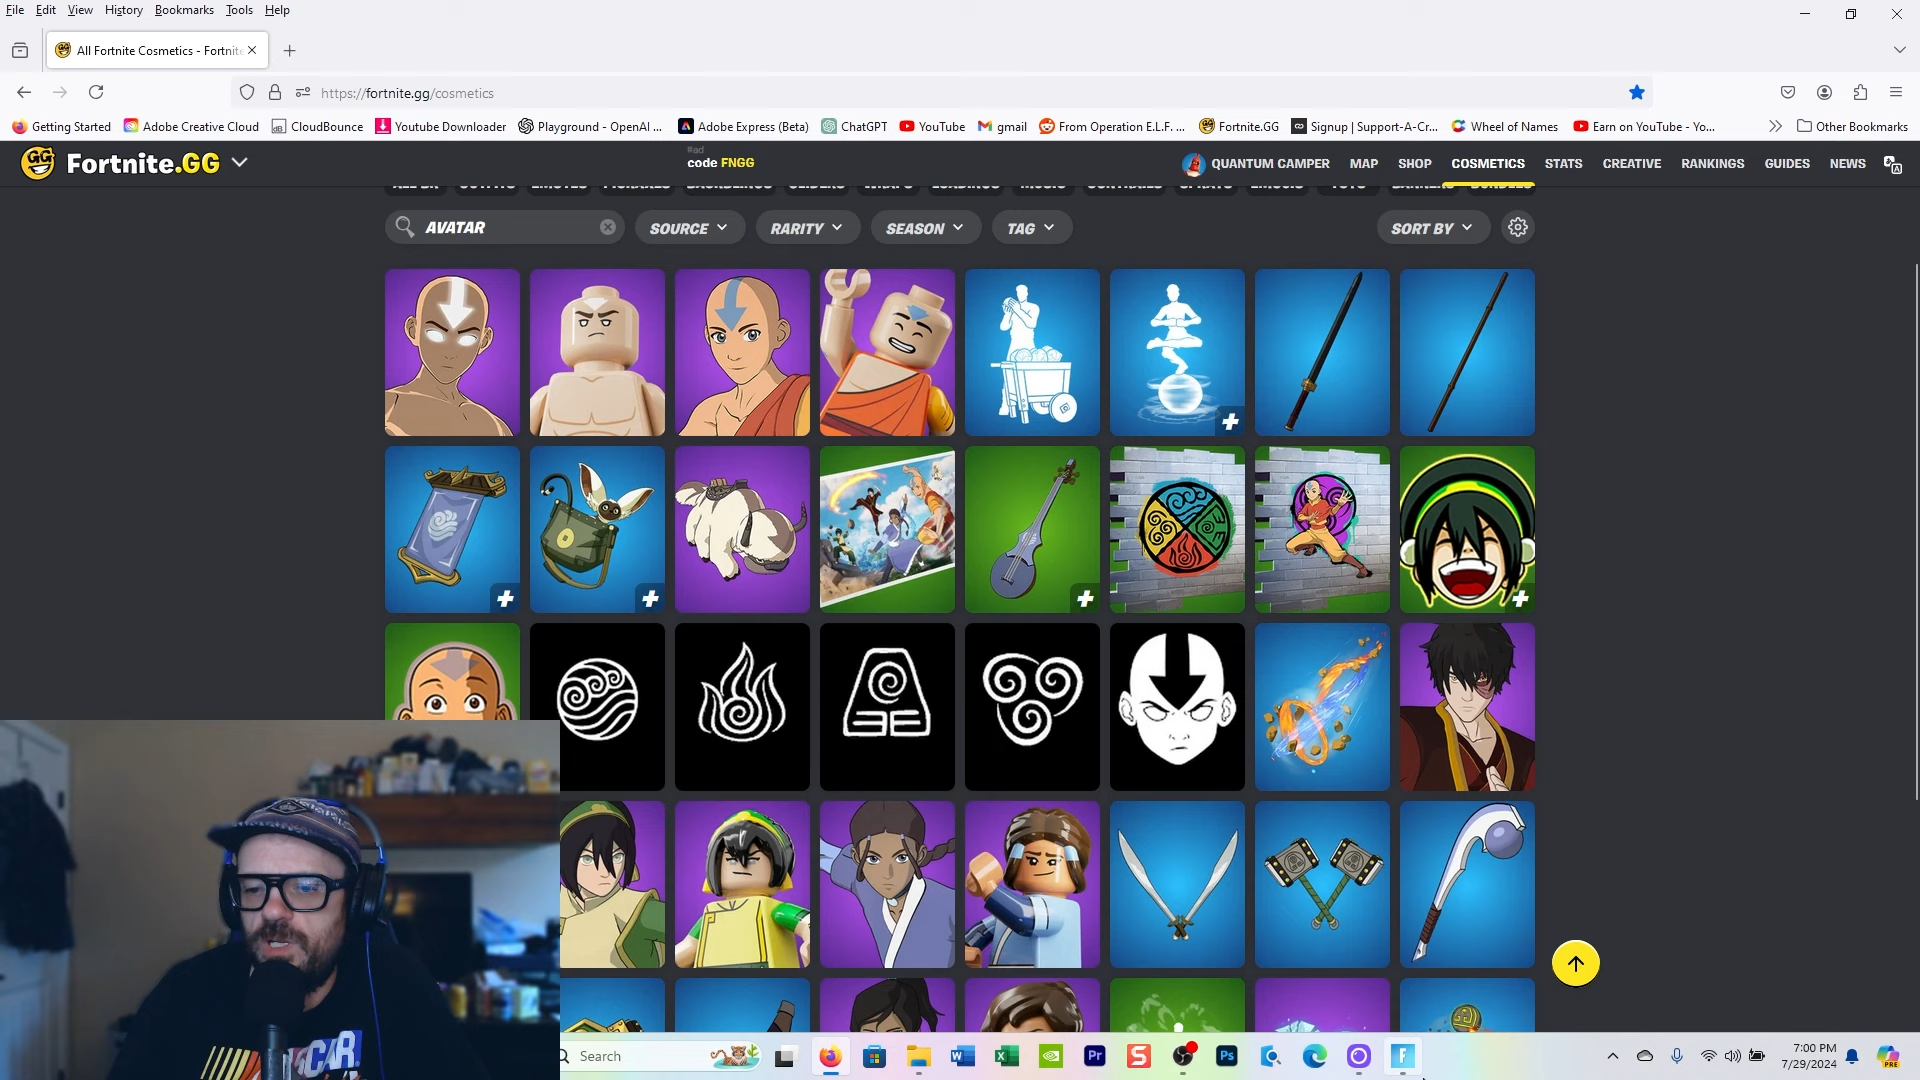 File Edit View History Bookmarks Tools Help
All Fortnite Cosmetics - Fortnite
https://fortnite.gg/cosmetics
Getting Started Adobe Creative Cloud CloudBounce Youtube Downloader Playground - OpenAI ... Adobe Express (Beta) ChatGPT YouTube gmail From Operation E.L.F. ... Fortnite.GG Signup | Support-A-Cr... Wheel of Names Earn on YouTube - Yo... Other Bookmarks
#ad
Fortnite.GG code FNGG QUANTUM CAMPER MAP SHOP COSMETICS STATS CREATIVE RANKINGS GUIDES NEWS
AVATAR SOURCE RARITY SEASON TAG SORT BY
CAR
Search
7:00 PM
7/29/2024